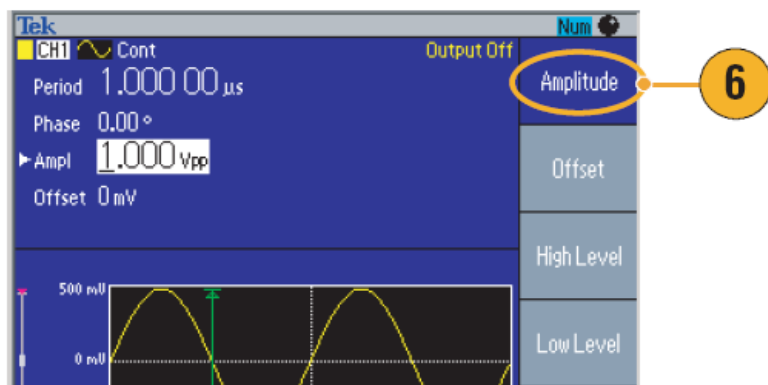 Tek Num
CH1 Cont Output Off
Period 1.000 00 µs
Phase 0.00 °
Ampl 1.000 Vpp
Offset 0 mV
500 mV
0 mV
Amplitude
Offset
High Level
Low Level
6